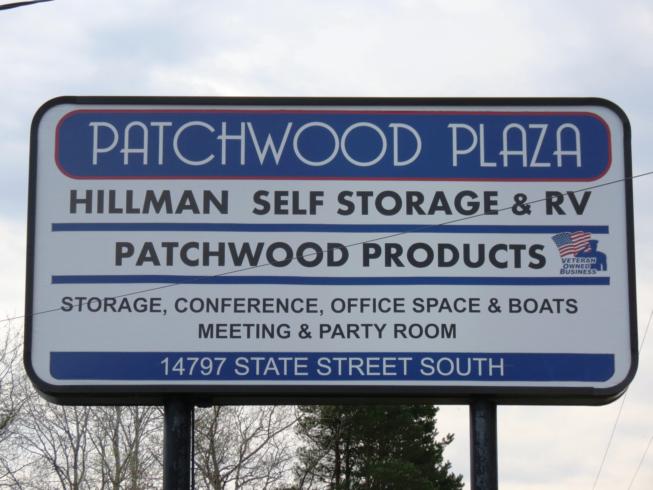 PATCHWOOD PLAZA
HILLMAN SELF STORAGE & RV
PATCHWOOD PRODUCTS
VETERAN
OWNED
BUSINESS
STORAGE, CONFERENCE, OFFICE SPACE & BOATS
MEETING & PARTY ROOM
14797 STATE STREET SOUTH